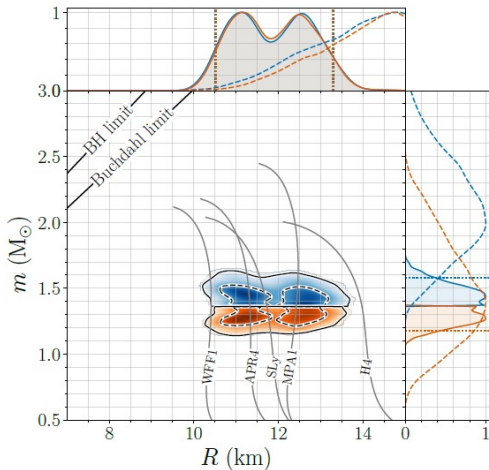 1
0
3.0
BH limit
Buchdahl limit
2.5
2.0
m (M⊙)
1.5
1.0
0.5
WFF1
APR4
SLy
MPA1
H4
8
10
12
14
0
1
R (km)